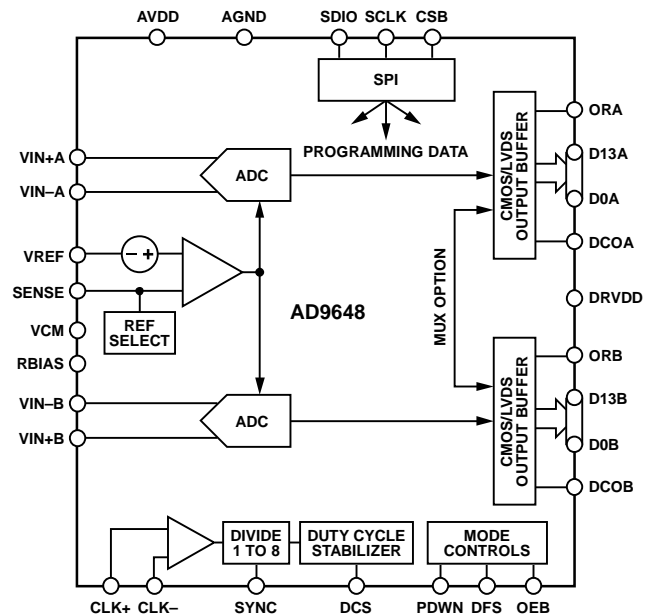 AVDD AGND SDIO SCLK CSB
SPI
PROGRAMMING DATA
VIN+A
VIN–A
ADC
VREF
– +
SENSE
REF
SELECT
VCM
RBIAS
VIN–B
VIN+B
ADC
AD9648
MUX OPTION
CMOS/LVDS
OUTPUT BUFFER
ORA
D13A
D0A
DCOA
DRVDD
CMOS/LVDS
OUTPUT BUFFER
ORB
D13B
D0B
DCOB
DIVIDE
1 TO 8
DUTY CYCLE
STABILIZER
MODE
CONTROLS
CLK+ CLK– SYNC DCS PDWN DFS OEB